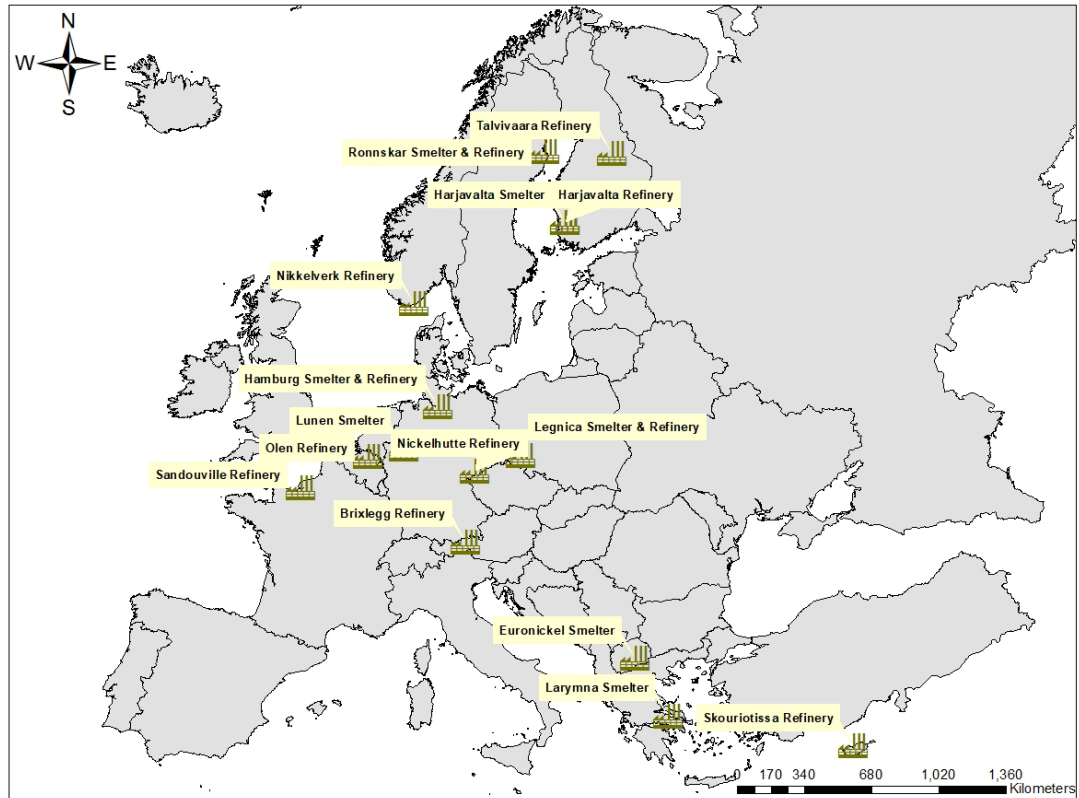 N
W E
S
Talvivaara Refinery
Ronnskar Smelter & Refinery
Harjavalta Smelter Harjavalta Refinery
Nikkelverk Refinery
Hamburg Smelter & Refinery
Lunen Smelter
Legnica Smelter & Refinery
Olen Refinery
Nickelhutte Refinery
Sandouville Refinery
Brixlegg Refinery
Euronickel Smelter
Larymna Smelter
Skouriotissa Refinery
0 170 340 680 1,020 1,360
Kilometers